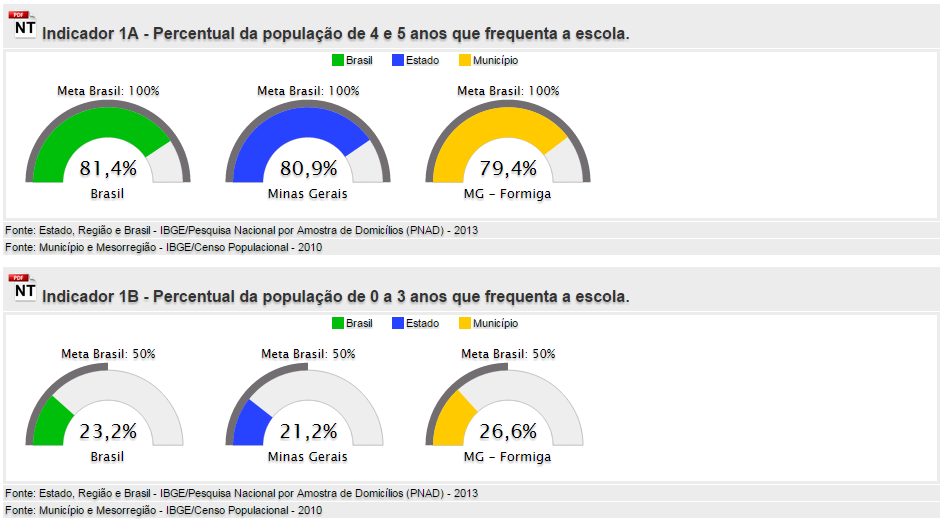 PDF
NT
Indicador 1A - Percentual da população de 4 e 5 anos que frequenta a escola.
Brasil Estado Município
Meta Brasil: 100% Meta Brasil: 100% Meta Brasil: 100%
81,4% 80,9% 79,4%
Brasil Minas Gerais MG - Formiga
Fonte: Estado, Região e Brasil - IBGE/Pesquisa Nacional por Amostra de Domicílios (PNAD) - 2013
Fonte: Município e Mesorregião - IBGE/Censo Populacional - 2010
PDF
NT
Indicador 1B - Percentual da população de 0 a 3 anos que frequenta a escola.
Brasil Estado Município
Meta Brasil: 50% Meta Brasil: 50% Meta Brasil: 50%
23,2% 21,2% 26,6%
Brasil Minas Gerais MG - Formiga
Fonte: Estado, Região e Brasil - IBGE/Pesquisa Nacional por Amostra de Domicílios (PNAD) - 2013
Fonte: Município e Mesorregião - IBGE/Censo Populacional - 2010